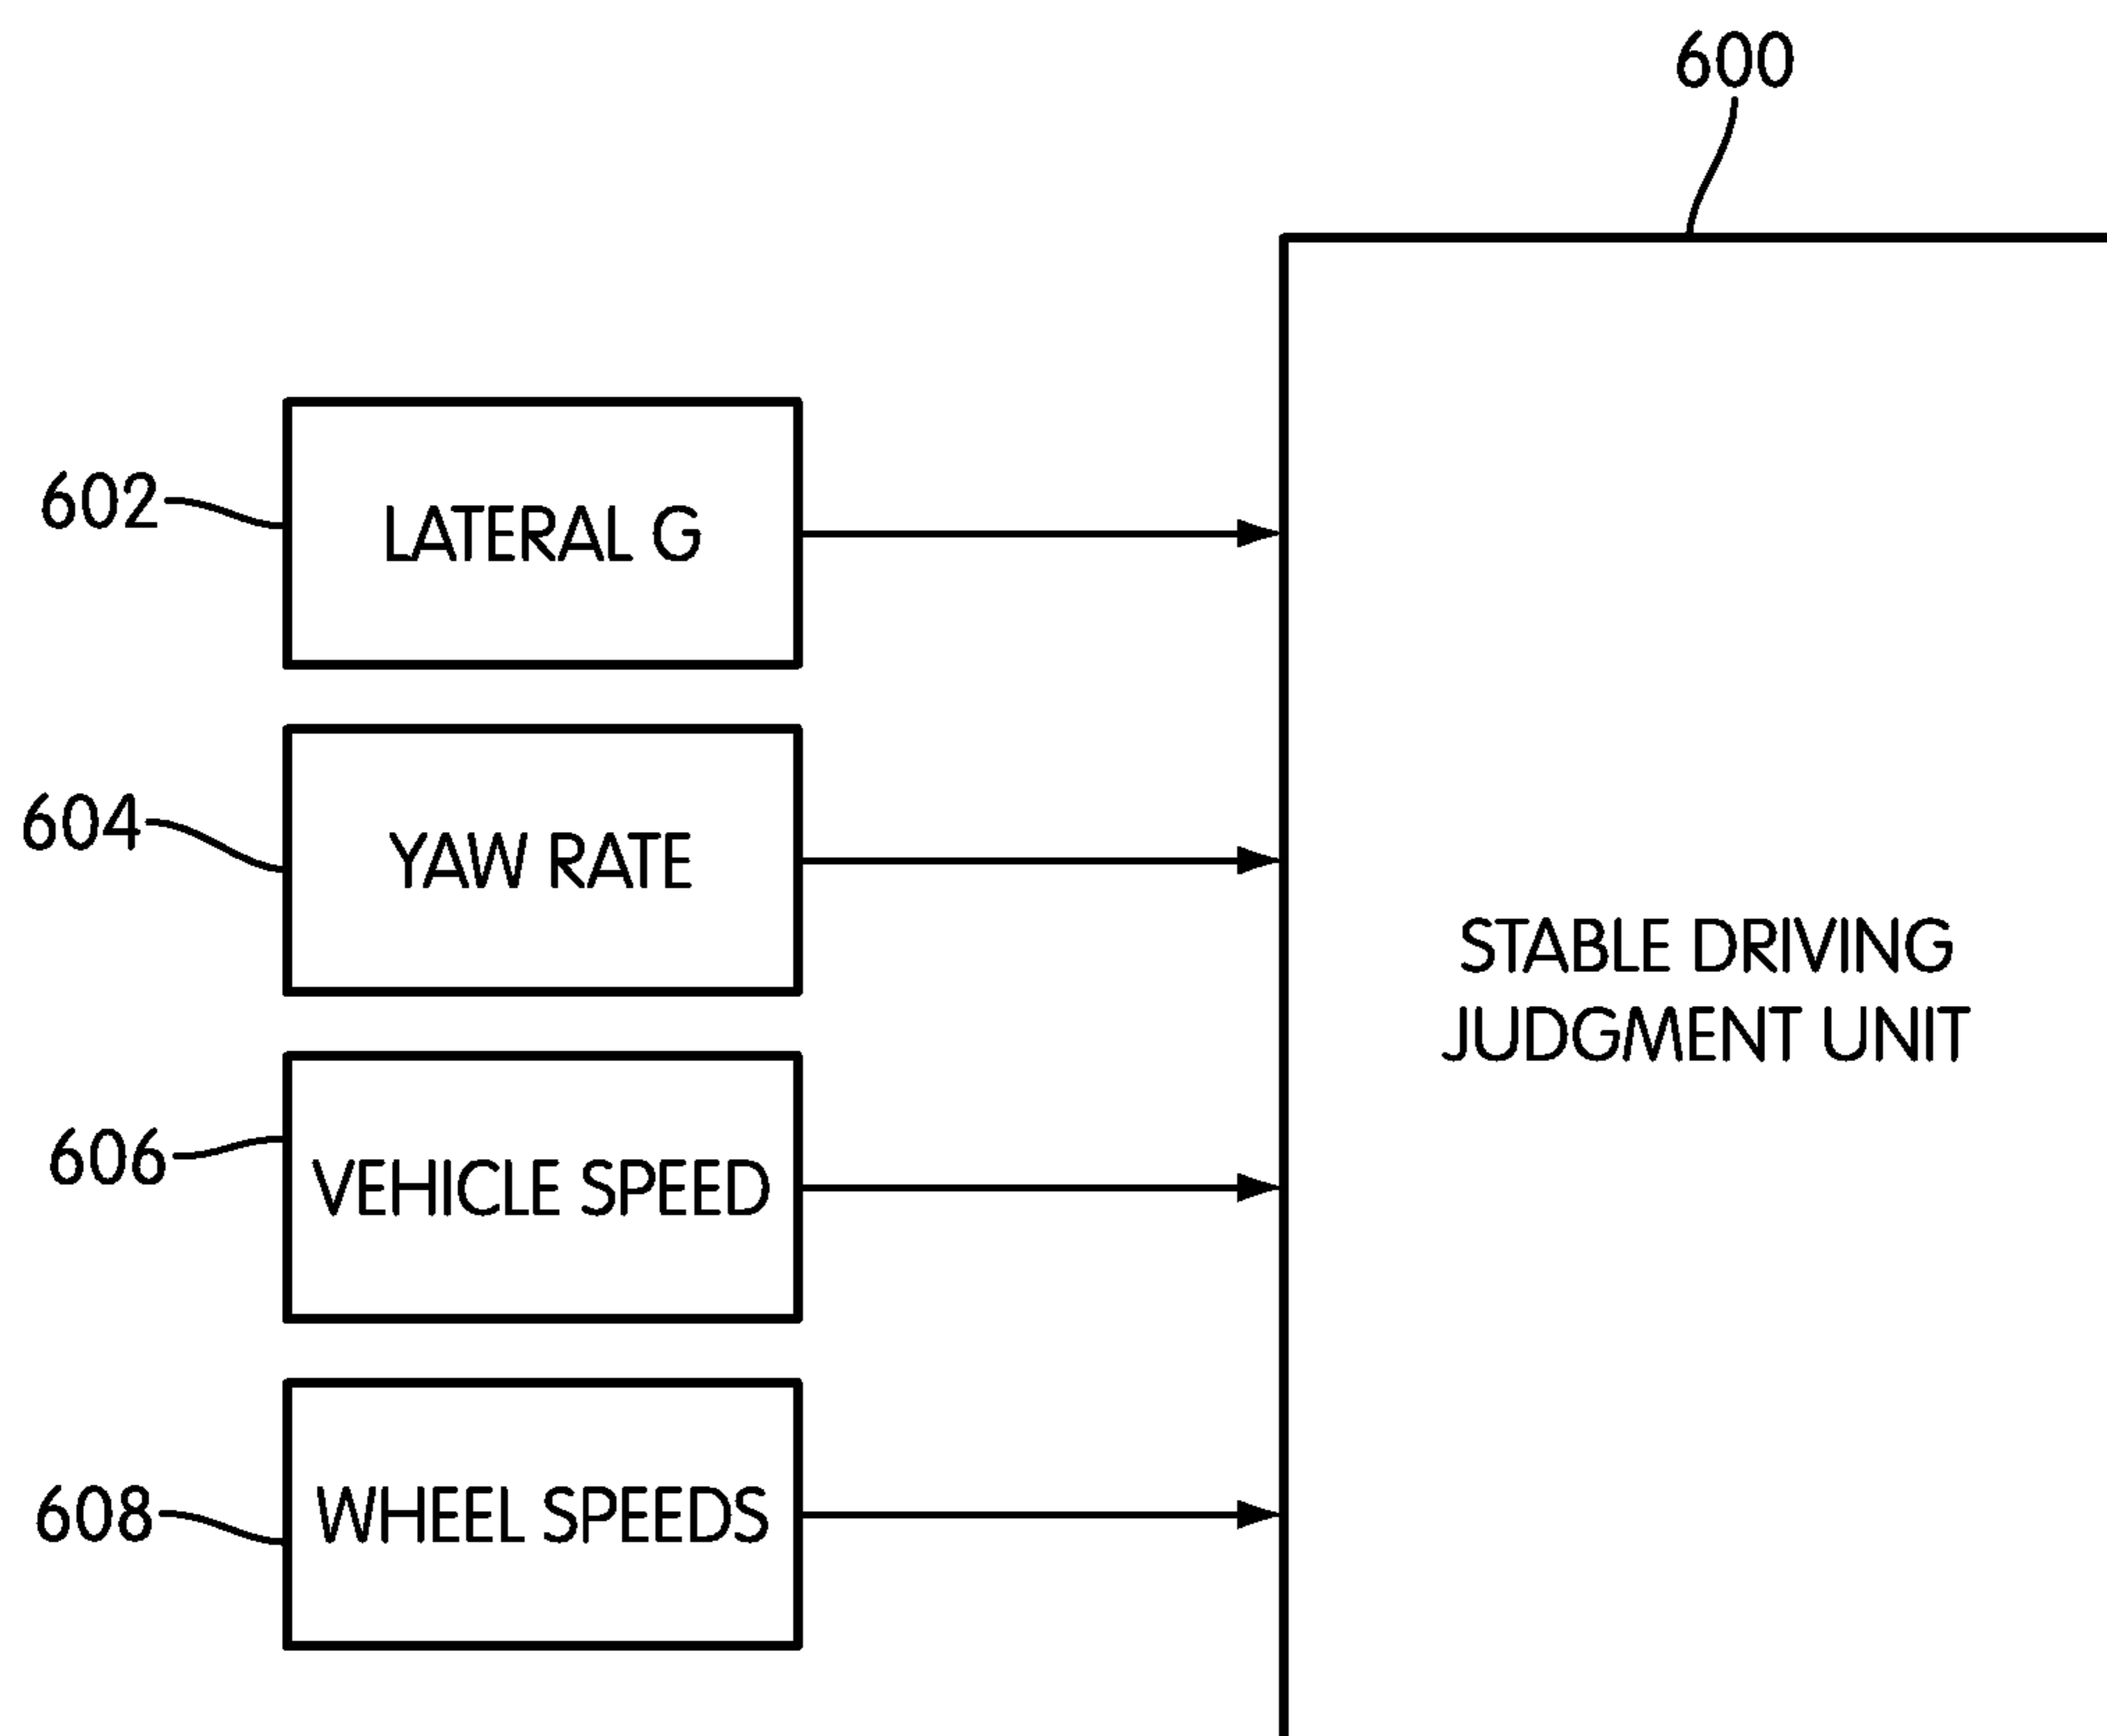 600
602
LATERAL G
604
YAW RATE
STABLE DRIVING
JUDGMENT UNIT
606
VEHICLE SPEED
608
WHEEL SPEEDS